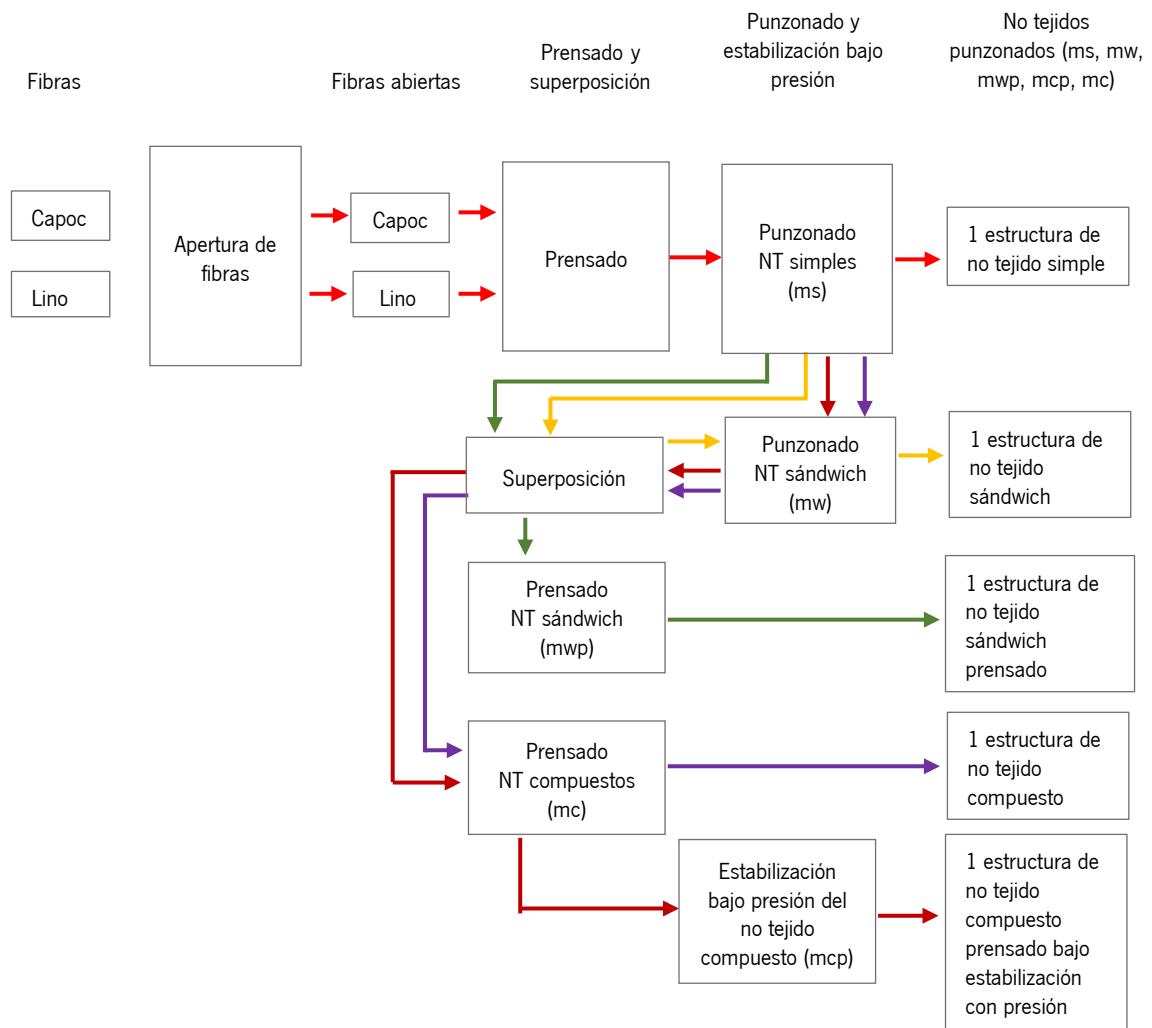 Fibras
Fibras abiertas
Prensado y
superposición
Punzonado y
estabilización bajo
presión
No tejidos
punzonados (ms, mw,
mwp, mcp, mc)
Capoc
Lino
Apertura de
fibras
Capoc
Lino
Prensado
Punzonado
NT simples
(ms)
1 estructura de
no tejido simple
Superposición
Punzonado
NT sándwich
(mw)
1 estructura de
no tejido
sándwich
Prensado
NT sándwich
(mwp)
1 estructura de
no tejido
sándwich
prensado
Prensado
NT compuestos
(mc)
1 estructura de
no tejido
compuesto
Estabilización
bajo presión del
no tejido
compuesto (mcp)
1 estructura de
no tejido
compuesto
prensado bajo
estabilización
con presión